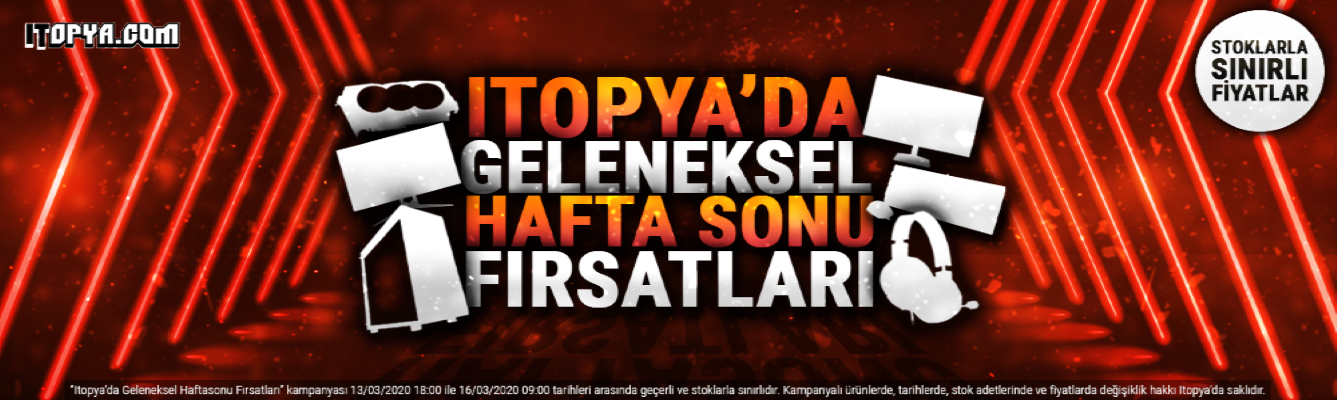 ITOPYA.COM
STOKLARLA
SINIRLI
FİYATLAR
ITOPYA'DA
GELENEKSEL
HAFTA SONU
FIRSATLARI
"Itopya'da Geleneksel Haftasonu Fırsatları" kampanyası 13/03/2020 18:00 ile 16/03/2020 09:00 tarihleri arasında geçerli ve stoklarla sınırlıdır. Kampanyalı ürünlerde, tarihlerde, stok adetlerinde ve fiyatlarda değişiklik hakkı Itopya'da saklıdır.